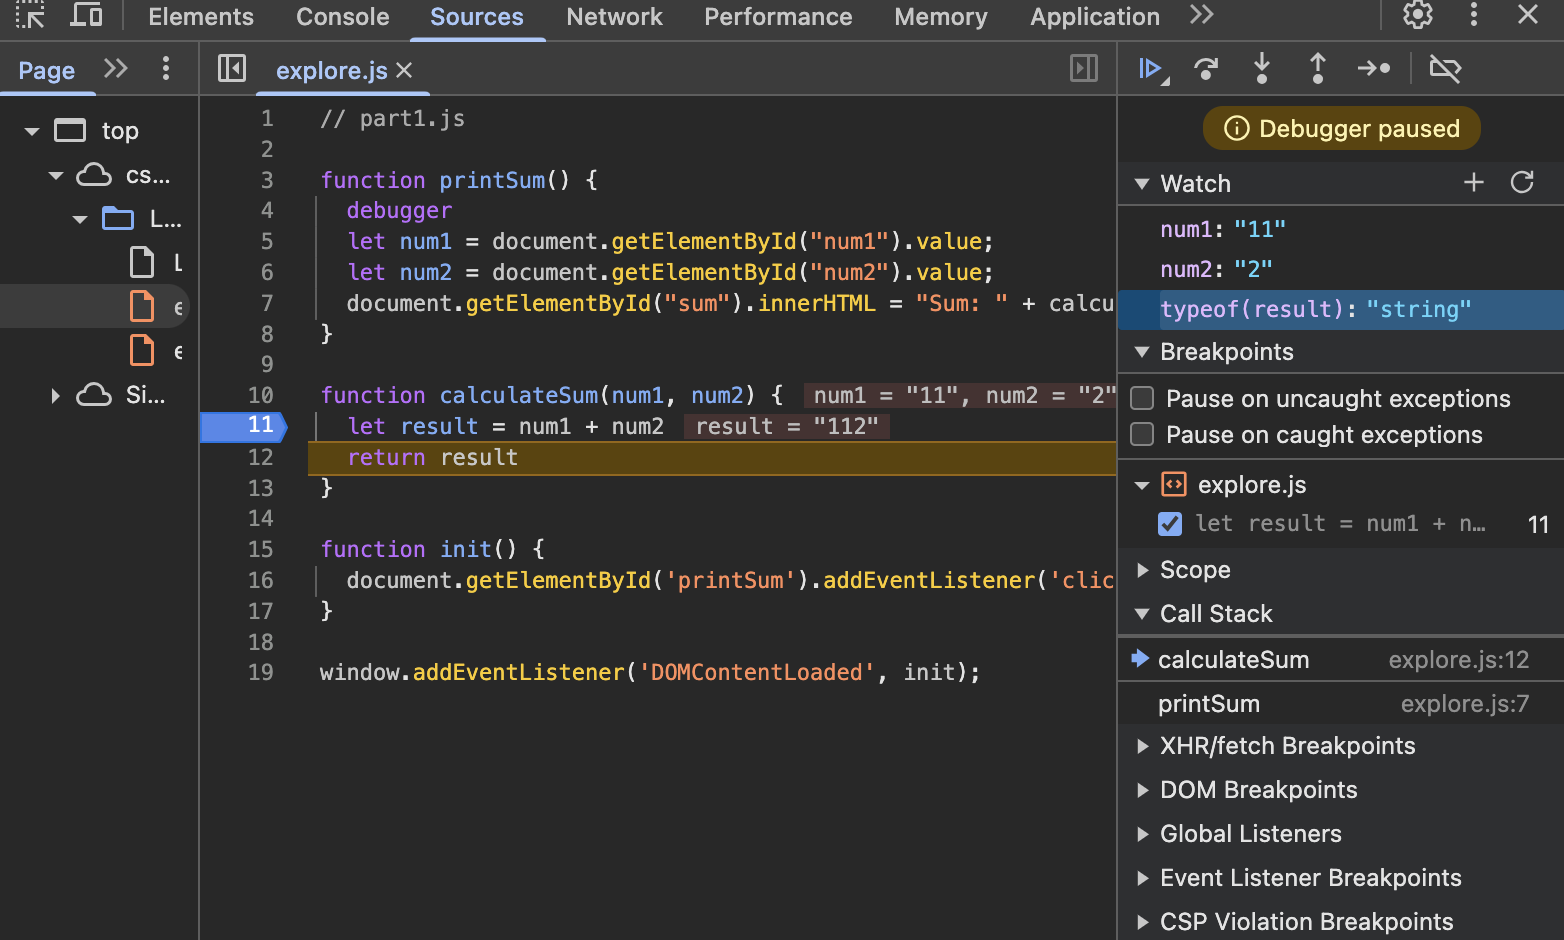 Elements Console Sources Network Performance Memory Application
Page
explore.js
top
cs...
L...
L
e
e
Si...
1 // part1.js
2
3 function printSum() {
4 debugger
5 let num1 = document.getElementById("num1").value;
6 let num2 = document.getElementById("num2").value;
7 document.getElementById("sum").innerHTML = "Sum: " + calcu
8 }
9
10 function calculateSum(num1, num2) { num1 = "11", num2 = "2"
11 let result = num1 + num2 result = "112"
12 return result
13 }
14
15 function init() {
16 document.getElementById('printSum').addEventListener('clic
17 }
18
19 window.addEventListener('DOMContentLoaded', init);
Debugger paused
Watch
num1: "11"
num2: "2"
typeof(result): "string"
Breakpoints
Pause on uncaught exceptions
Pause on caught exceptions
explore.js
let result = num1 + n... 11
Scope
Call Stack
calculateSum explore.js:12
printSum explore.js:7
XHR/fetch Breakpoints
DOM Breakpoints
Global Listeners
Event Listener Breakpoints
CSP Violation Breakpoints